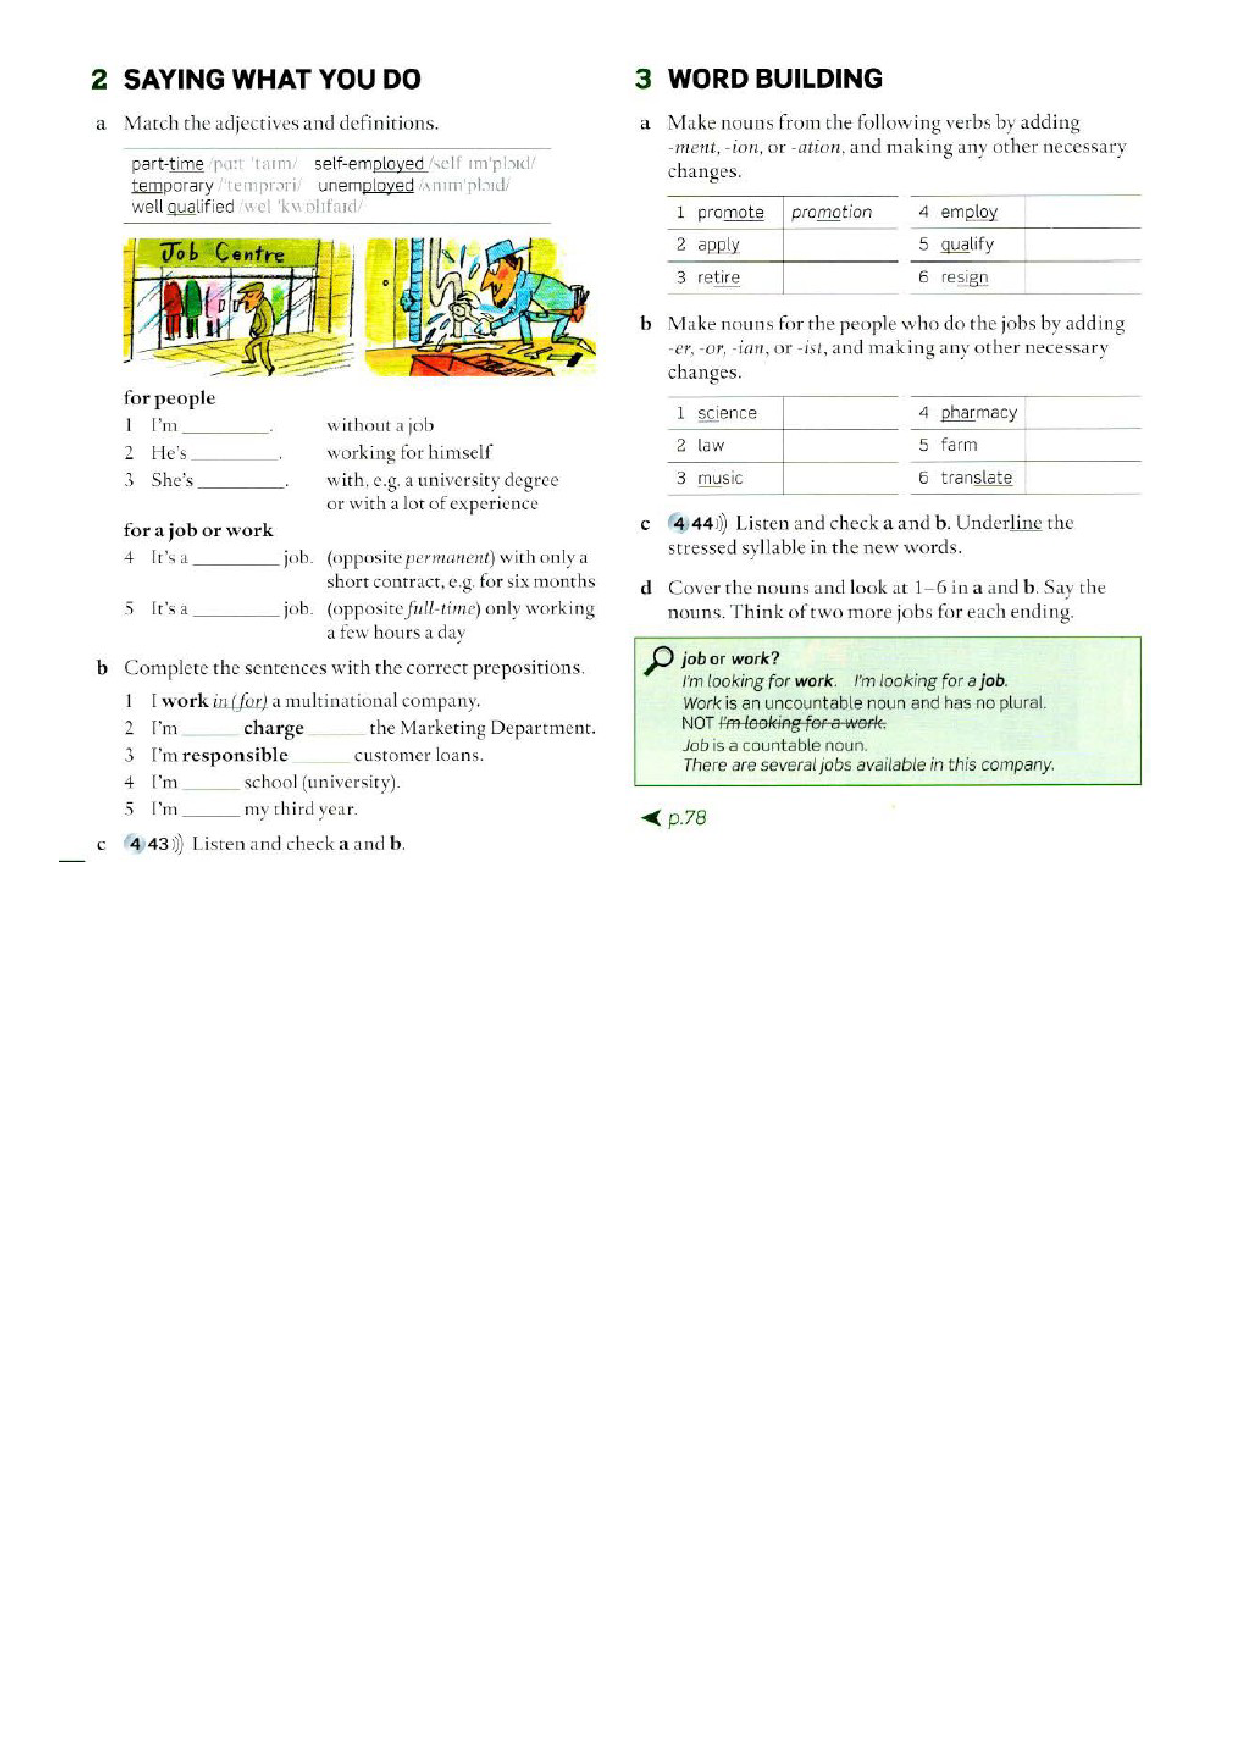 2 SAYING WHAT YOU DO
a Match the adjectives and definitions.
part-time /pɑːt ˈtaɪm/ self-employed /self ɪmˈplɔɪd/
temporary /ˈtemprəri/ unemployed /ʌnɪmˈplɔɪd/
well qualified /wel ˈkwɒlɪfaɪd/
Job Centre
for people
1 I'm ________. without a job
2 He's ________. working for himself
3 She's ________. with, e.g. a university degree
or with a lot of experience
for a job or work
4 It's a ________ job. (opposite permanent) with only a
short contract, e.g. for six months
5 It's a ________ job. (opposite full-time) only working
a few hours a day
b Complete the sentences with the correct prepositions.
1 I work in (for) a multinational company.
2 I'm ______ charge ______ the Marketing Department.
3 I'm responsible ______ customer loans.
4 I'm ______ school (university).
5 I'm ______ my third year.
c 4 43)) Listen and check a and b.
3 WORD BUILDING
a Make nouns from the following verbs by adding
-ment, -ion, or -ation, and making any other necessary
changes.
1 promote promotion 4 employ
2 apply 5 qualify
3 retire 6 resign
b Make nouns for the people who do the jobs by adding
-er, -or, -ian, or -ist, and making any other necessary
changes.
1 science 4 pharmacy
2 law 5 farm
3 music 6 translate
c 4 44)) Listen and check a and b. Underline the
stressed syllable in the new words.
d Cover the nouns and look at 1–6 in a and b. Say the
nouns. Think of two more jobs for each ending.
job or work?
I'm looking for work. I'm looking for a job.
Work is an uncountable noun and has no plural.
NOT I'm looking for a work.
Job is a countable noun.
There are several jobs available in this company.
◄ p.78